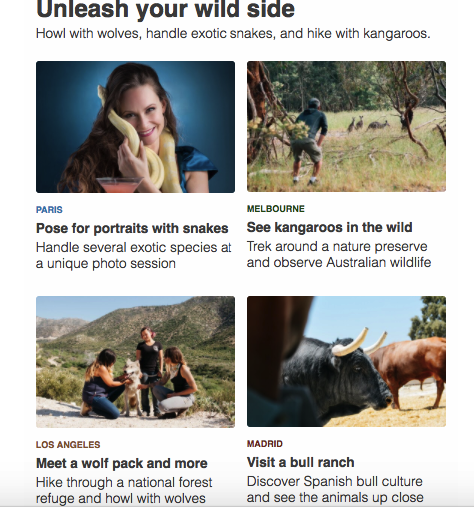 Unleash your wild side
Howl with wolves, handle exotic snakes, and hike with kangaroos.
PARIS
Pose for portraits with snakes
Handle several exotic species at
a unique photo session
MELBOURNE
See kangaroos in the wild
Trek around a nature preserve
and observe Australian wildlife
LOS ANGELES
Meet a wolf pack and more
Hike through a national forest
refuge and howl with wolves
MADRID
Visit a bull ranch
Discover Spanish bull culture
and see the animals up close